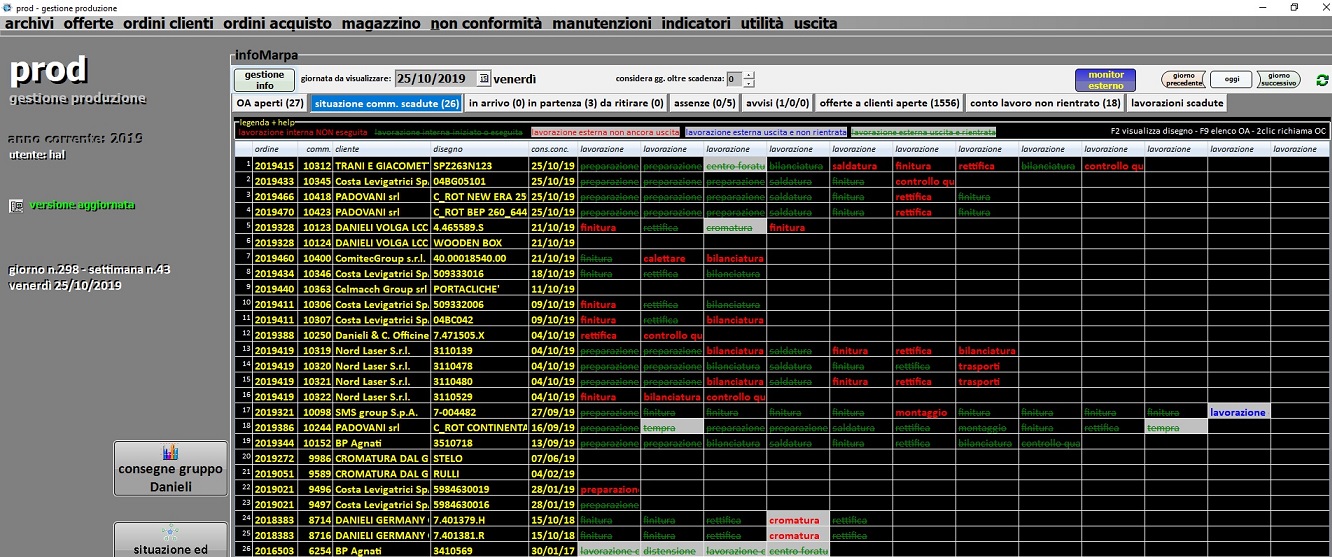 prod - gestione produzione
archivi offerte ordini clienti ordini acquisto magazzino non conformità manutenzioni indicatori utilità uscita
prod
gestione produzione
anno corrente: 2019
utente: hal
versione aggiornata
giorno n.298 - settimana n.43
venerdì 25/10/2019
consegne gruppo
Danieli
situazione ed
infoMarpa
gestione
info
giornata da visualizzare: 25/10/2019 venerdì considera gg. oltre scadenza: 0
monitor
esterno
giorno
precedente
oggi
giorno
successivo
OA aperti (27) situazione comm. scadute (26) in arrivo (0) in partenza (3) da ritirare (0) assenze (0/5) avvisi (1/0/0) offerte a clienti aperte (1556) conto lavoro non rientrato (18) lavorazioni scadute
legenda + help
lavorazione interna NON eseguita lavorazione interna iniziato o eseguita lavorazione esterna non ancora uscita lavorazione esterna uscita e non rientrata lavorazione esterna uscita e rientrata F2 visualizza disegno - F9 elenco OA - 2clic richiama OC
ordine comm. cliente disegno cons.conc. lavorazione lavorazione lavorazione lavorazione lavorazione lavorazione lavorazione lavorazione lavorazione lavorazione lavorazione lavorazione
1 2019415 10312 TRANI E GIACOMET SPZ263N123 25/10/19 preparazione preparazione centro foratu bilanciatura saldatura finitura rettifica bilanciatura controllo qu
2 2019433 10345 Costa Levigatrici Sp. 04BG05101 25/10/19 preparazione preparazione preparazione saldatura finitura controllo qu
3 2019466 10418 PADOVANI srl C_ROT NEW ERA 25 25/10/19 preparazione preparazione preparazione saldatura finitura rettifica finitura
4 2019470 10423 PADOVANI srl C_ROT BEP 260_644 25/10/19 preparazione preparazione preparazione saldatura finitura rettifica finitura
5 2019328 10123 DANIELI VOLGA LCC 4.465589.S 21/10/19 finitura rettifica cromatura finitura
6 2019328 10124 DANIELI VOLGA LCC WOODEN BOX 21/10/19
7 2019460 10400 ComitecGroup s.r.l. 40.00018540.00 21/10/19 finitura calettare bilanciatura
8 2019434 10346 Costa Levigatrici Sp. 509333016 18/10/19 finitura rettifica bilanciatura
9 2019440 10363 Celmacch Group srl PORTACLICHE' 11/10/19
10 2019411 10306 Costa Levigatrici Sp. 509332006 09/10/19 finitura rettifica bilanciatura
11 2019411 10307 Costa Levigatrici Sp. 04BC042 09/10/19 finitura rettifica bilanciatura
12 2019388 10250 Danieli & C. Officine 7.471505.X 04/10/19 rettifica controllo qu
13 2019419 10319 Nord Laser S.r.l. 3110139 04/10/19 preparazione preparazione bilanciatura saldatura finitura rettifica bilanciatura
14 2019419 10320 Nord Laser S.r.l. 3110478 04/10/19 preparazione preparazione bilanciatura saldatura finitura rettifica trasporti
15 2019419 10321 Nord Laser S.r.l. 3110480 04/10/19 preparazione preparazione bilanciatura saldatura finitura rettifica trasporti
16 2019419 10322 Nord Laser S.r.l. 3110529 04/10/19 finitura bilanciatura controllo qu
17 2019321 10098 SMS group S.p.A. 7-004482 27/09/19 preparazione finitura finitura finitura finitura montaggio finitura finitura finitura finitura lavorazione
18 2019386 10244 PADOVANI srl C_ROT CONTINENTA 16/09/19 preparazione tempra preparazione preparazione saldatura rettifica montaggio finitura rettifica tempra
19 2019344 10152 BP Agnati 3510718 13/09/19 preparazione preparazione bilanciatura saldatura finitura rettifica bilanciatura controllo qua
20 2019272 9986 CROMATURA DAL G STELO 07/06/19
21 2019051 9589 CROMATURA DAL G RULLI 04/02/19
22 2019021 9496 Costa Levigatrici Sp. 5984630019 28/01/19 preparazion
23 2019021 9497 Costa Levigatrici Sp. 5984630016 28/01/19 preparazione
24 2018383 8714 DANIELI GERMANY 7.401379.H 15/10/18 finitura finitura rettifica cromatura rettifica
25 2018383 8716 DANIELI GERMANY 7.401381.R 15/10/18 finitura finitura rettifica cromatura rettifica
26 2016503 6254 BP Agnati 3410569 30/01/17 lavorazione c distensione lavorazione c centro foratu